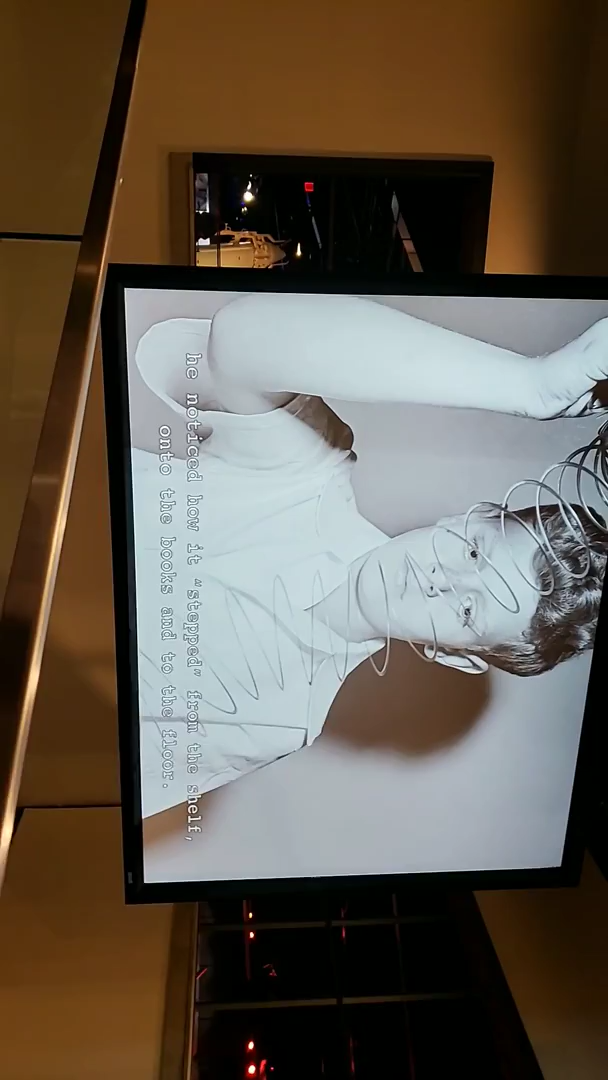 he noticed how it "stepped" from the shelf,
onto the books and to the floor.